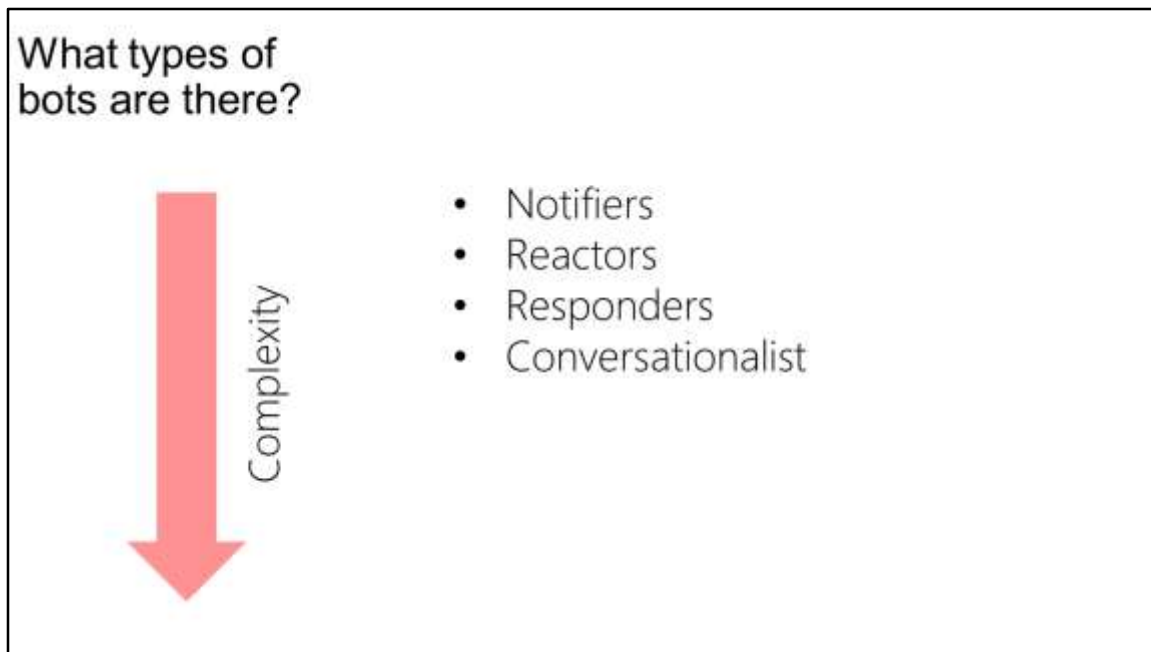 What types of
bots are there?
Complexity
• Notifiers
• Reactors
• Responders
• Conversationalist